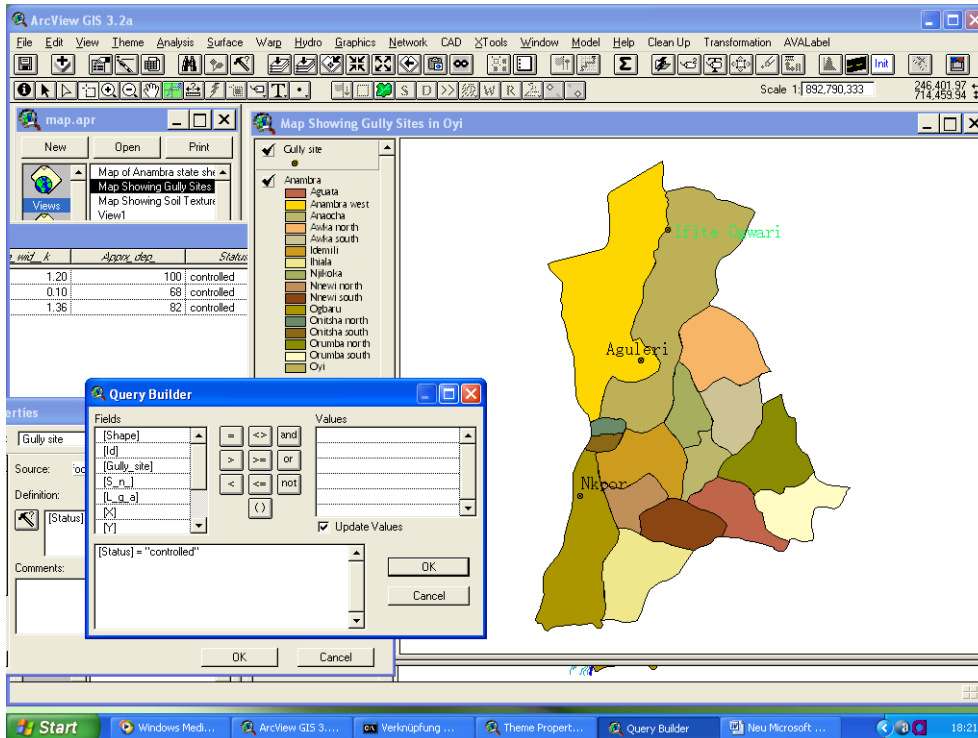 ArcView GIS 3.2a
File Edit View Theme Analysis Surface Warp Hydro Graphics Network CAD XTools Window Model Help Clean Up Transformation AVALabel
Init
S D W R
Scale 1: 892,790,333
246,401.97
714,459.94
map.apr
New Open Print
Views
Map of Anambra state she
Map Showing Gully Sites
Map Showing Soil Texture
View1
wid_k Apprx_dep_ Status
1.20 100 controlled
0.10 68 controlled
1.36 82 controlled
Map Showing Gully Sites in Oyi
Gully site
Anambra
Aguata
Anambra west
Anaocha
Awka north
Awka south
Idemili
Ihiala
Njikoka
Nnewi north
Nnewi south
Ogbaru
Onitsha north
Onitsha south
Orumba north
Orumba south
Oyi
Ifite Ogwari
Aguleri
Nkpor
erties
Gully site
Source:
Definition:
[Status]
Comments:
OK Cancel
Query Builder
Fields
[Shape]
[Id]
[Gully_site]
[S_n_]
[L_g_a]
[X]
[Y]
= <> and
> >= or
< <= not
( )
Values
Update Values
[Status] = "controlled"
OK
Cancel
Start Windows Medi... ArcView GIS 3.... Verknüpfung ... Theme Propert... Query Builder Neu Microsoft ... 18:21